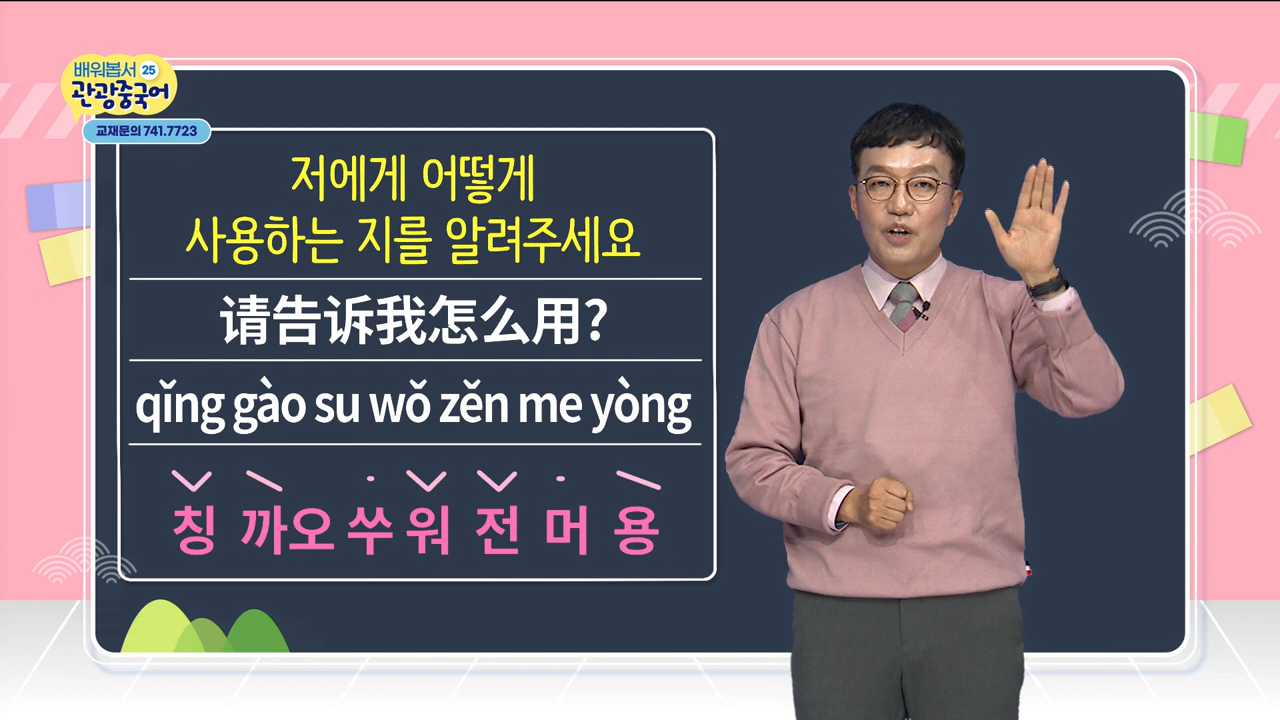 배워봅서 25
관광중국어
교재문의 741.7723
저에게 어떻게
사용하는 지를 알려주세요
请告诉我怎么用?
qǐng gào su wǒ zěn me yòng
칭 까오 쑤 워 전 머 용